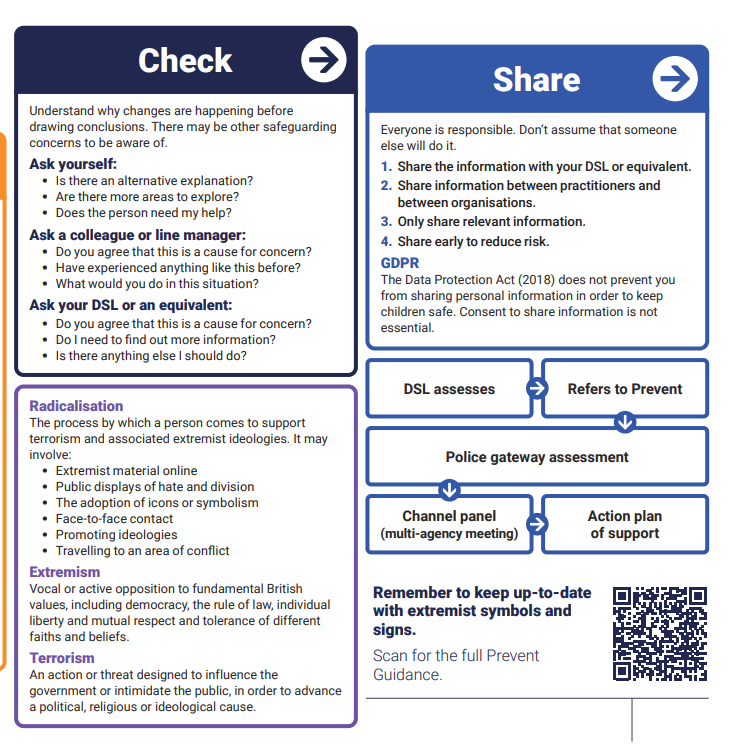 Check
Understand why changes are happening before
drawing conclusions. There may be other safeguarding
concerns to be aware of.
Ask yourself:
• Is there an alternative explanation?
• Are there more areas to explore?
• Does the person need my help?
Ask a colleague or line manager:
• Do you agree that this is a cause for concern?
• Have experienced anything like this before?
• What would you do in this situation?
Ask your DSL or an equivalent:
• Do you agree that this is a cause for concern?
• Do I need to find out more information?
• Is there anything else I should do?
Radicalisation
The process by which a person comes to support
terrorism and associated extremist ideologies. It may
involve:
• Extremist material online
• Public displays of hate and division
• The adoption of icons or symbolism
• Face-to-face contact
• Promoting ideologies
• Travelling to an area of conflict
Extremism
Vocal or active opposition to fundamental British
values, including democracy, the rule of law, individual
liberty and mutual respect and tolerance of different
faiths and beliefs.
Terrorism
An action or threat designed to influence the
government or intimidate the public, in order to advance
a political, religious or ideological cause.
Share
Everyone is responsible. Don't assume that someone
else will do it.
1. Share the information with your DSL or equivalent.
2. Share information between practitioners and
between organisations.
3. Only share relevant information.
4. Share early to reduce risk.
GDPR
The Data Protection Act (2018) does not prevent you
from sharing personal information in order to keep
children safe. Consent to share information is not
essential.
DSL assesses
Refers to Prevent
Police gateway assessment
Channel panel
(multi-agency meeting)
Action plan
of support
Remember to keep up-to-date
with extremist symbols and
signs.
Scan for the full Prevent
Guidance.